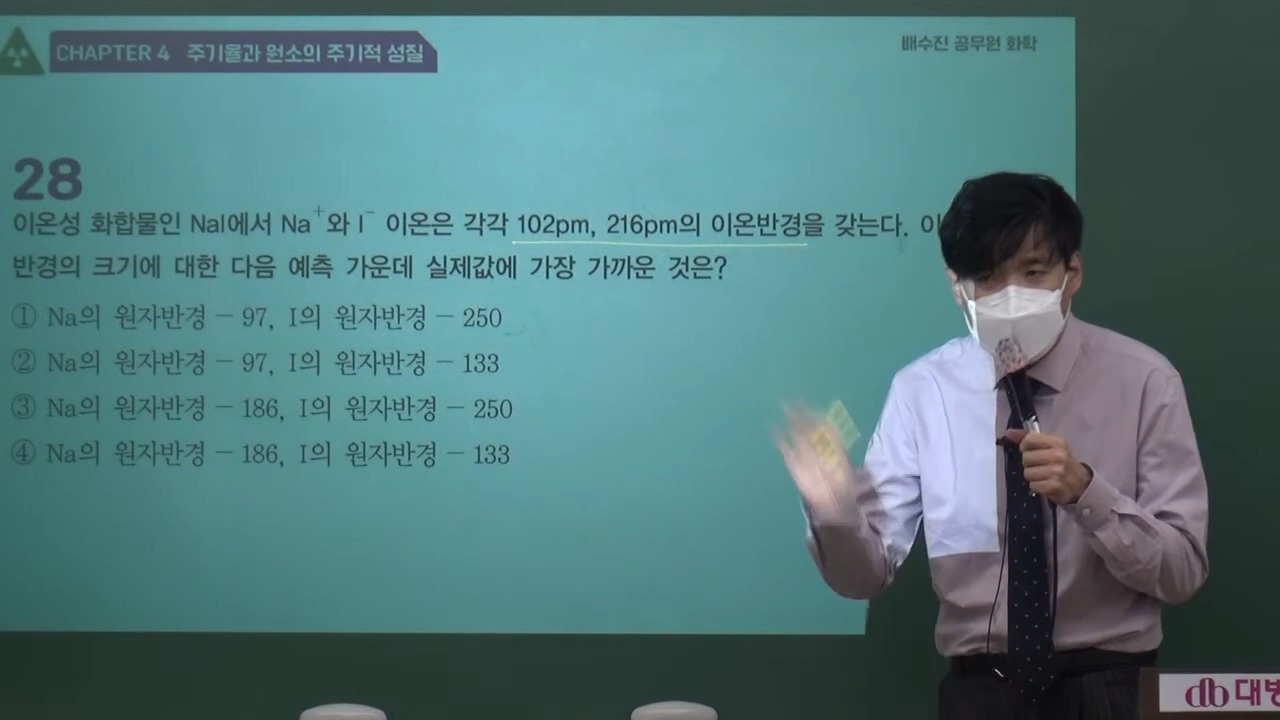 CHAPTER 4 주기율과 원소의 주기적 성질
배수진 공무원 화학
28
이온성 화합물인 NaI에서 Na⁺와 I⁻ 이온은 각각 102pm, 216pm의 이온반경을 갖는다. 이
반경의 크기에 대한 다음 예측 가운데 실제값에 가장 가까운 것은?
① Na의 원자반경 – 97, I의 원자반경 – 250
② Na의 원자반경 – 97, I의 원자반경 – 133
③ Na의 원자반경 – 186, I의 원자반경 – 250
④ Na의 원자반경 – 186, I의 원자반경 – 133